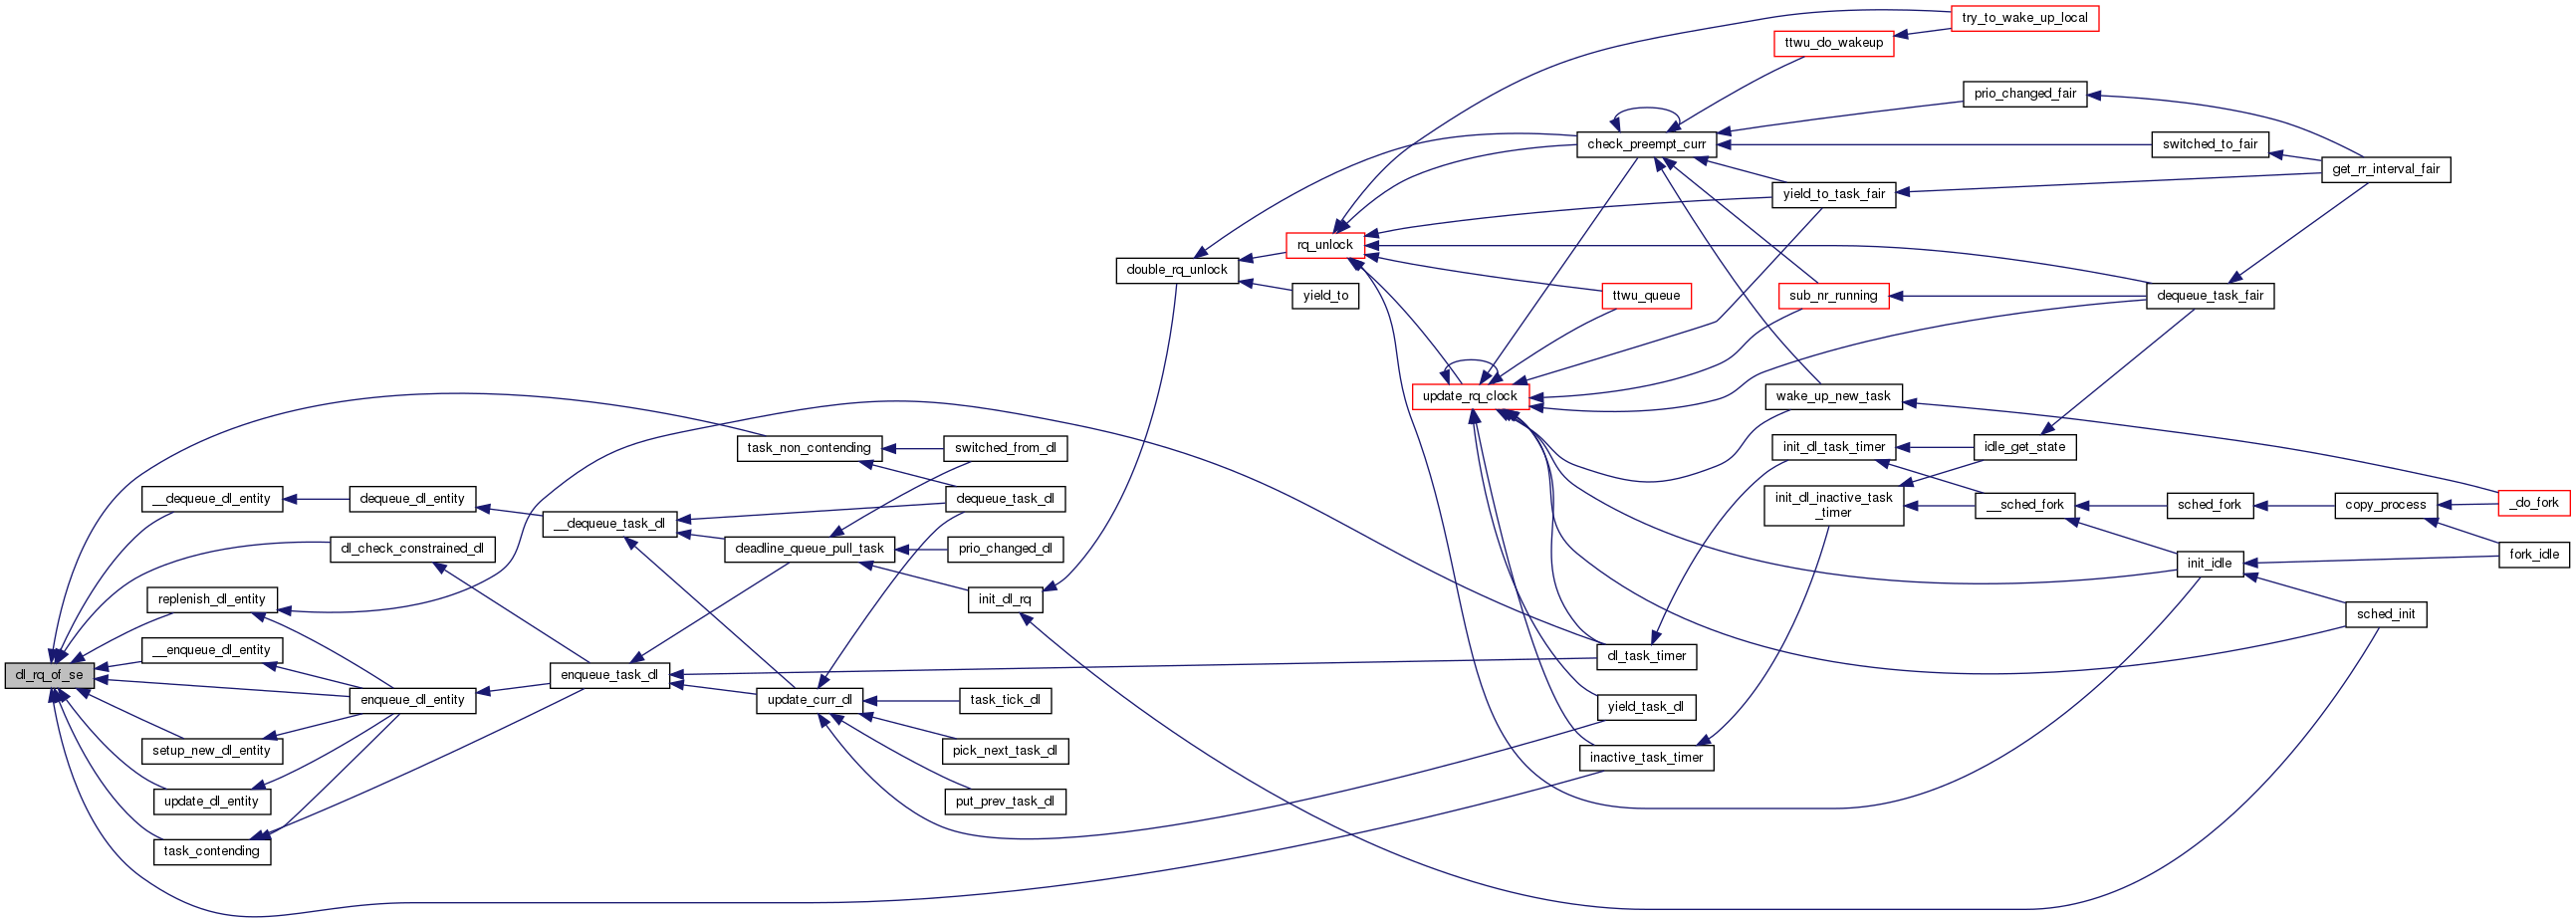 try_to_wake_up_local
ttwu_do_wakeup
prio_changed_fair
check_preempt_curr
switched_to_fair
get_rr_interval_fair
yield_to_task_fair
rq_unlock
double_rq_unlock
yield_to
ttwu_queue
sub_nr_running
dequeue_task_fair
update_rq_clock
wake_up_new_task
task_non_contending
switched_from_dl
init_dl_task_timer
idle_get_state
__dequeue_dl_entity
dequeue_dl_entity
dequeue_task_dl
init_dl_inactive_task
_timer
__sched_fork
sched_fork
copy_process
_do_fork
__dequeue_task_dl
dl_check_constrained_dl
deadline_queue_pull_task
prio_changed_dl
init_idle
fork_idle
replenish_dl_entity
init_dl_rq
sched_init
__enqueue_dl_entity
dl_task_timer
dl_rq_of_se
enqueue_task_dl
enqueue_dl_entity
update_curr_dl
task_tick_dl
yield_task_dl
setup_new_dl_entity
pick_next_task_dl
inactive_task_timer
update_dl_entity
put_prev_task_dl
task_contending